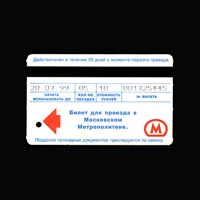 Действителен в течение 30 дней с момента первого прохода.
20.03.99 05 10 001325445
НАЧАТЬ ИСПОЛЬЗОВАТЬ ДО КОЛ-ВО ПОЕЗДОК СТОИМОСТЬ РУБЛЕЙ № БИЛЕТА
Билет для проезда в
Московском
Метрополитене.
М
Подделка проездных документов преследуется по закону.